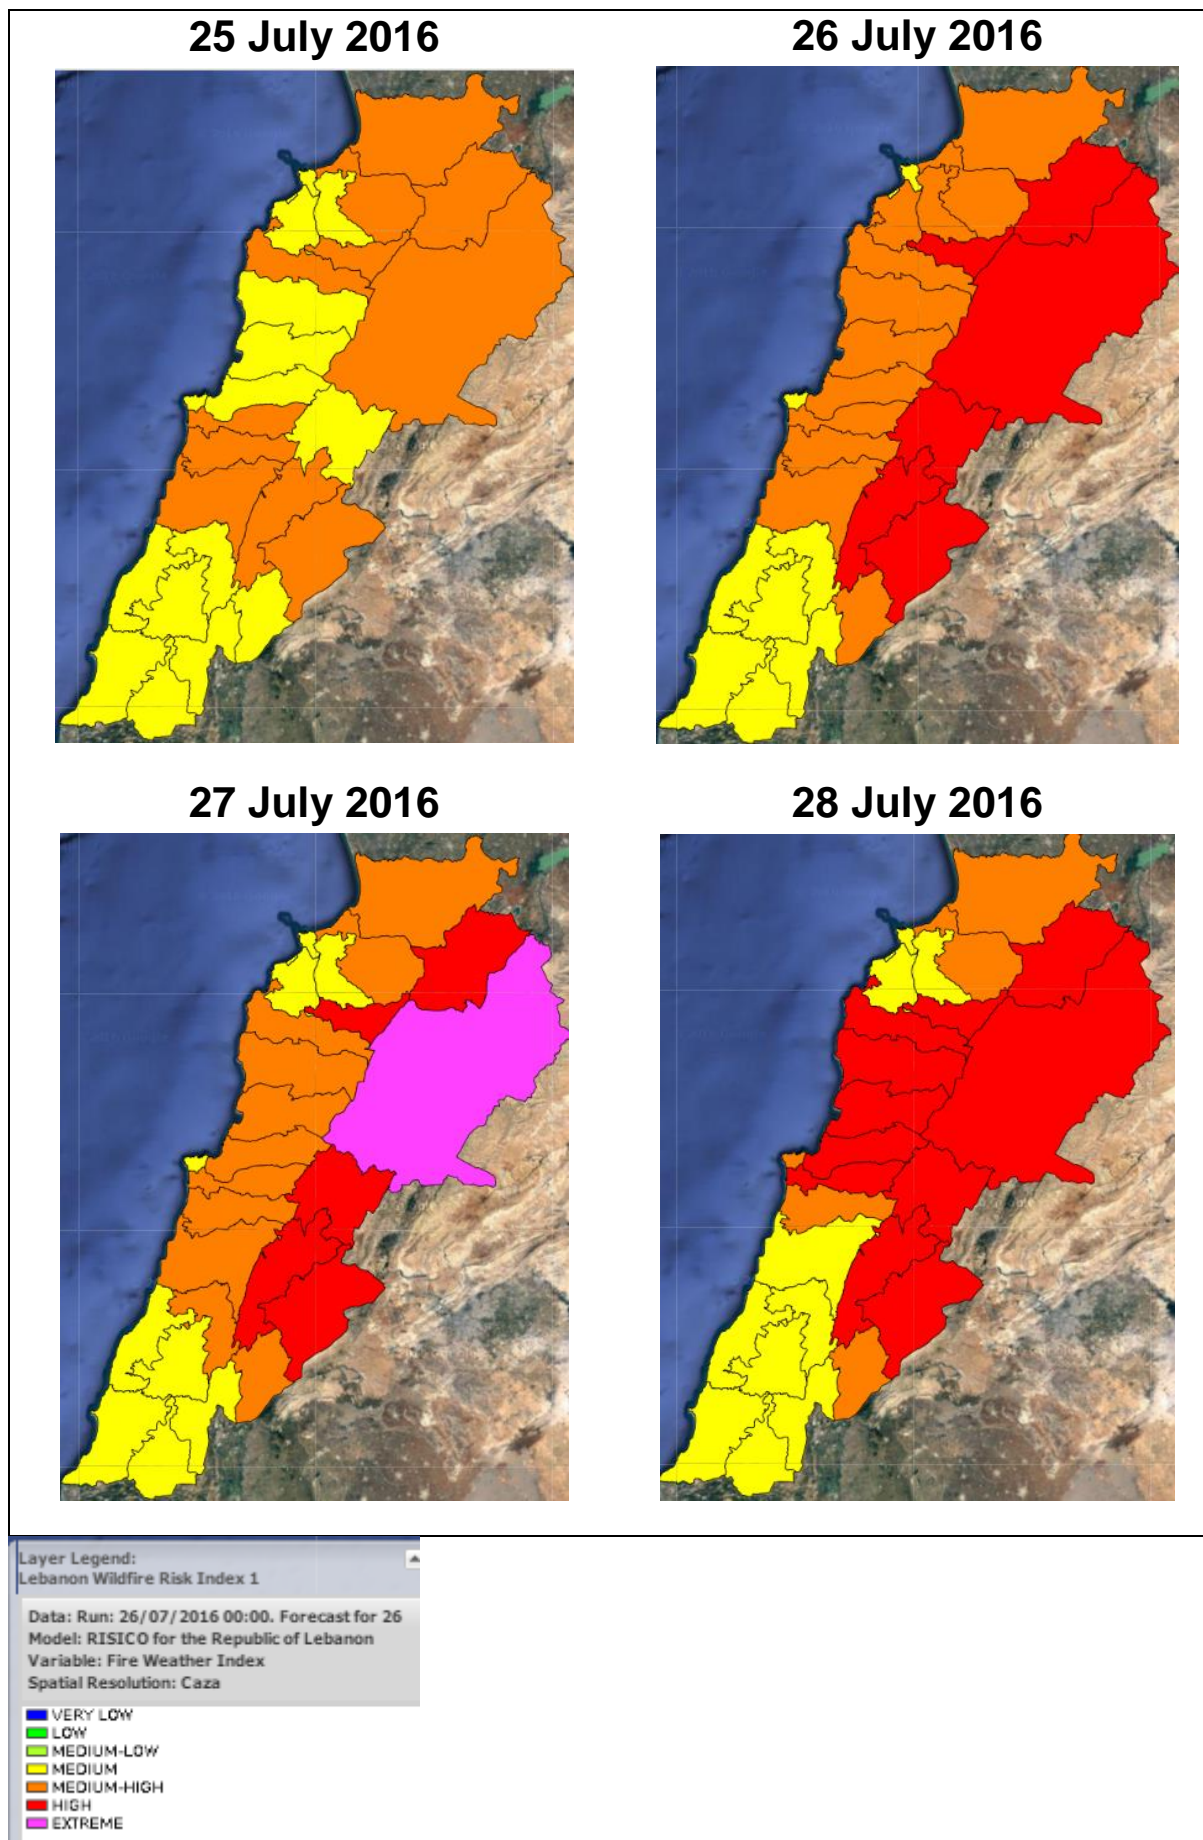 25 July 2016
26 July 2016
27 July 2016
28 July 2016
Layer Legend:
Lebanon Wildfire Risk Index 1
Data: Run: 26/07/2016 00:00. Forecast for 26
Model: RISICO for the Republic of Lebanon
Variable: Fire Weather Index
Spatial Resolution: Caza
VERY LOW
LOW
MEDIUM-LOW
MEDIUM
MEDIUM-HIGH
HIGH
EXTREME